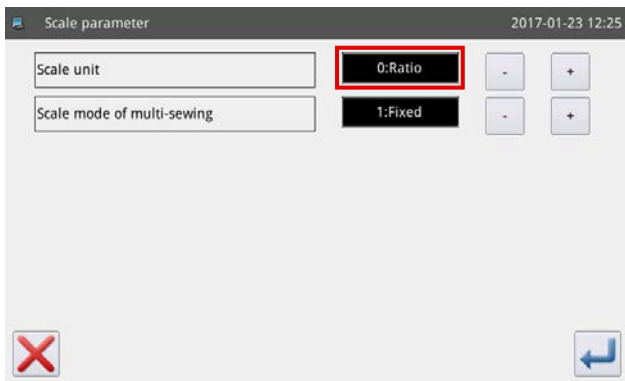 Scale parameter 2017-01-23 12:25
Scale unit 0:Ratio - +
Scale mode of multi-sewing 1:Fixed - +